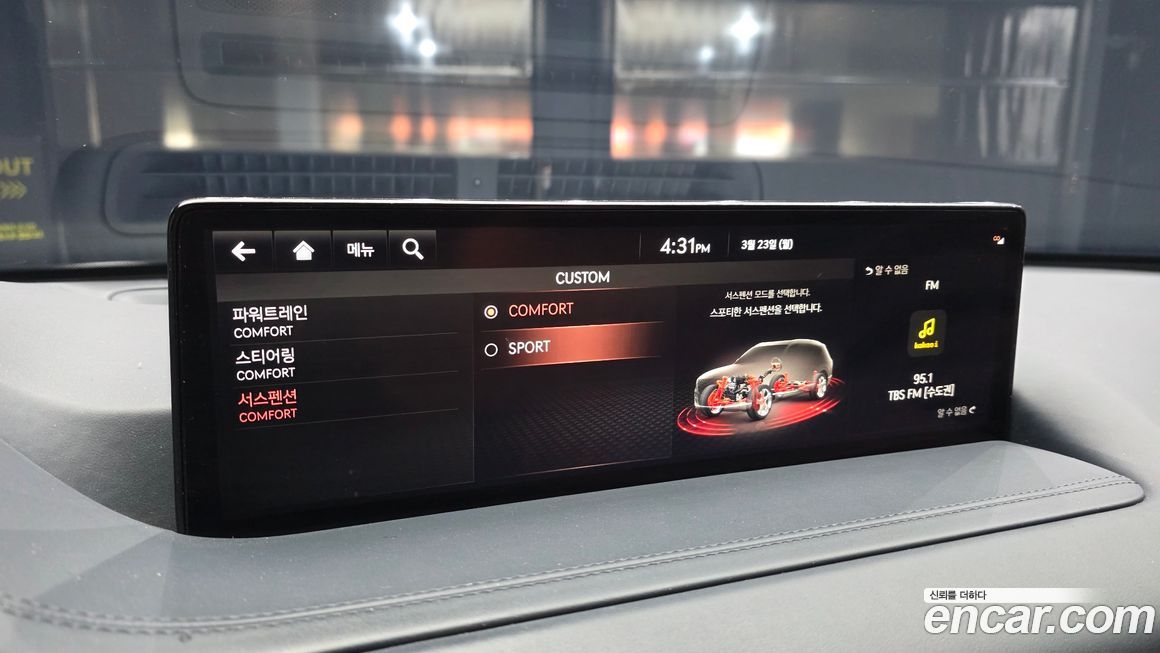 OUT
메뉴
4:31PM
3월 23일 (월)
CUSTOM
파워트레인
COMFORT
스티어링
COMFORT
서스펜션
COMFORT
COMFORT
SPORT
서스펜션 모드를 선택합니다.
스포티한 서스펜션을 선택합니다.
알 수 없음
FM
kakao i
95.1
TBS FM [수도권]
알 수 없음
신뢰를 더하다
encar.com